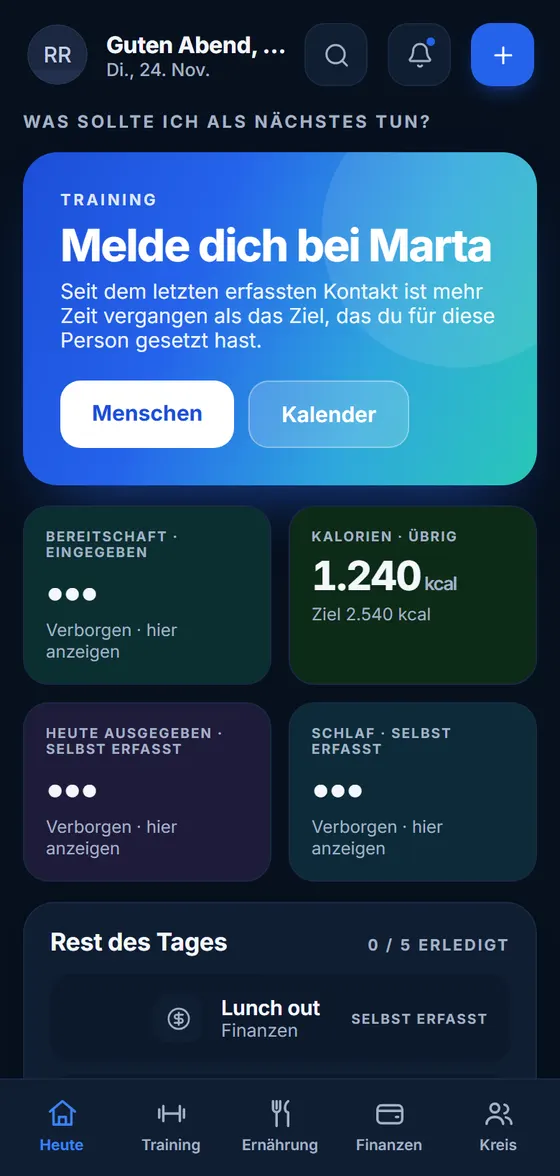 RR
Guten Abend, ...
Di., 24. Nov.
WAS SOLLTE ICH ALS NÄCHSTES TUN?
TRAINING
Melde dich bei Marta
Seit dem letzten erfassten Kontakt ist mehr
Zeit vergangen als das Ziel, das du für diese
Person gesetzt hast.
Menschen
Kalender
BEREITSCHAFT ·
EINGEGEBEN
●●●
Verborgen · hier
anzeigen
KALORIEN · ÜBRIG
1.240 kcal
Ziel 2.540 kcal
HEUTE AUSGEGEBEN ·
SELBST ERFASST
●●●
Verborgen · hier
anzeigen
SCHLAF · SELBST
ERFASST
●●●
Verborgen · hier
anzeigen
Rest des Tages
0 / 5 ERLEDIGT
Lunch out
Finanzen
SELBST ERFASST
Heute
Training
Ernährung
Finanzen
Kreis